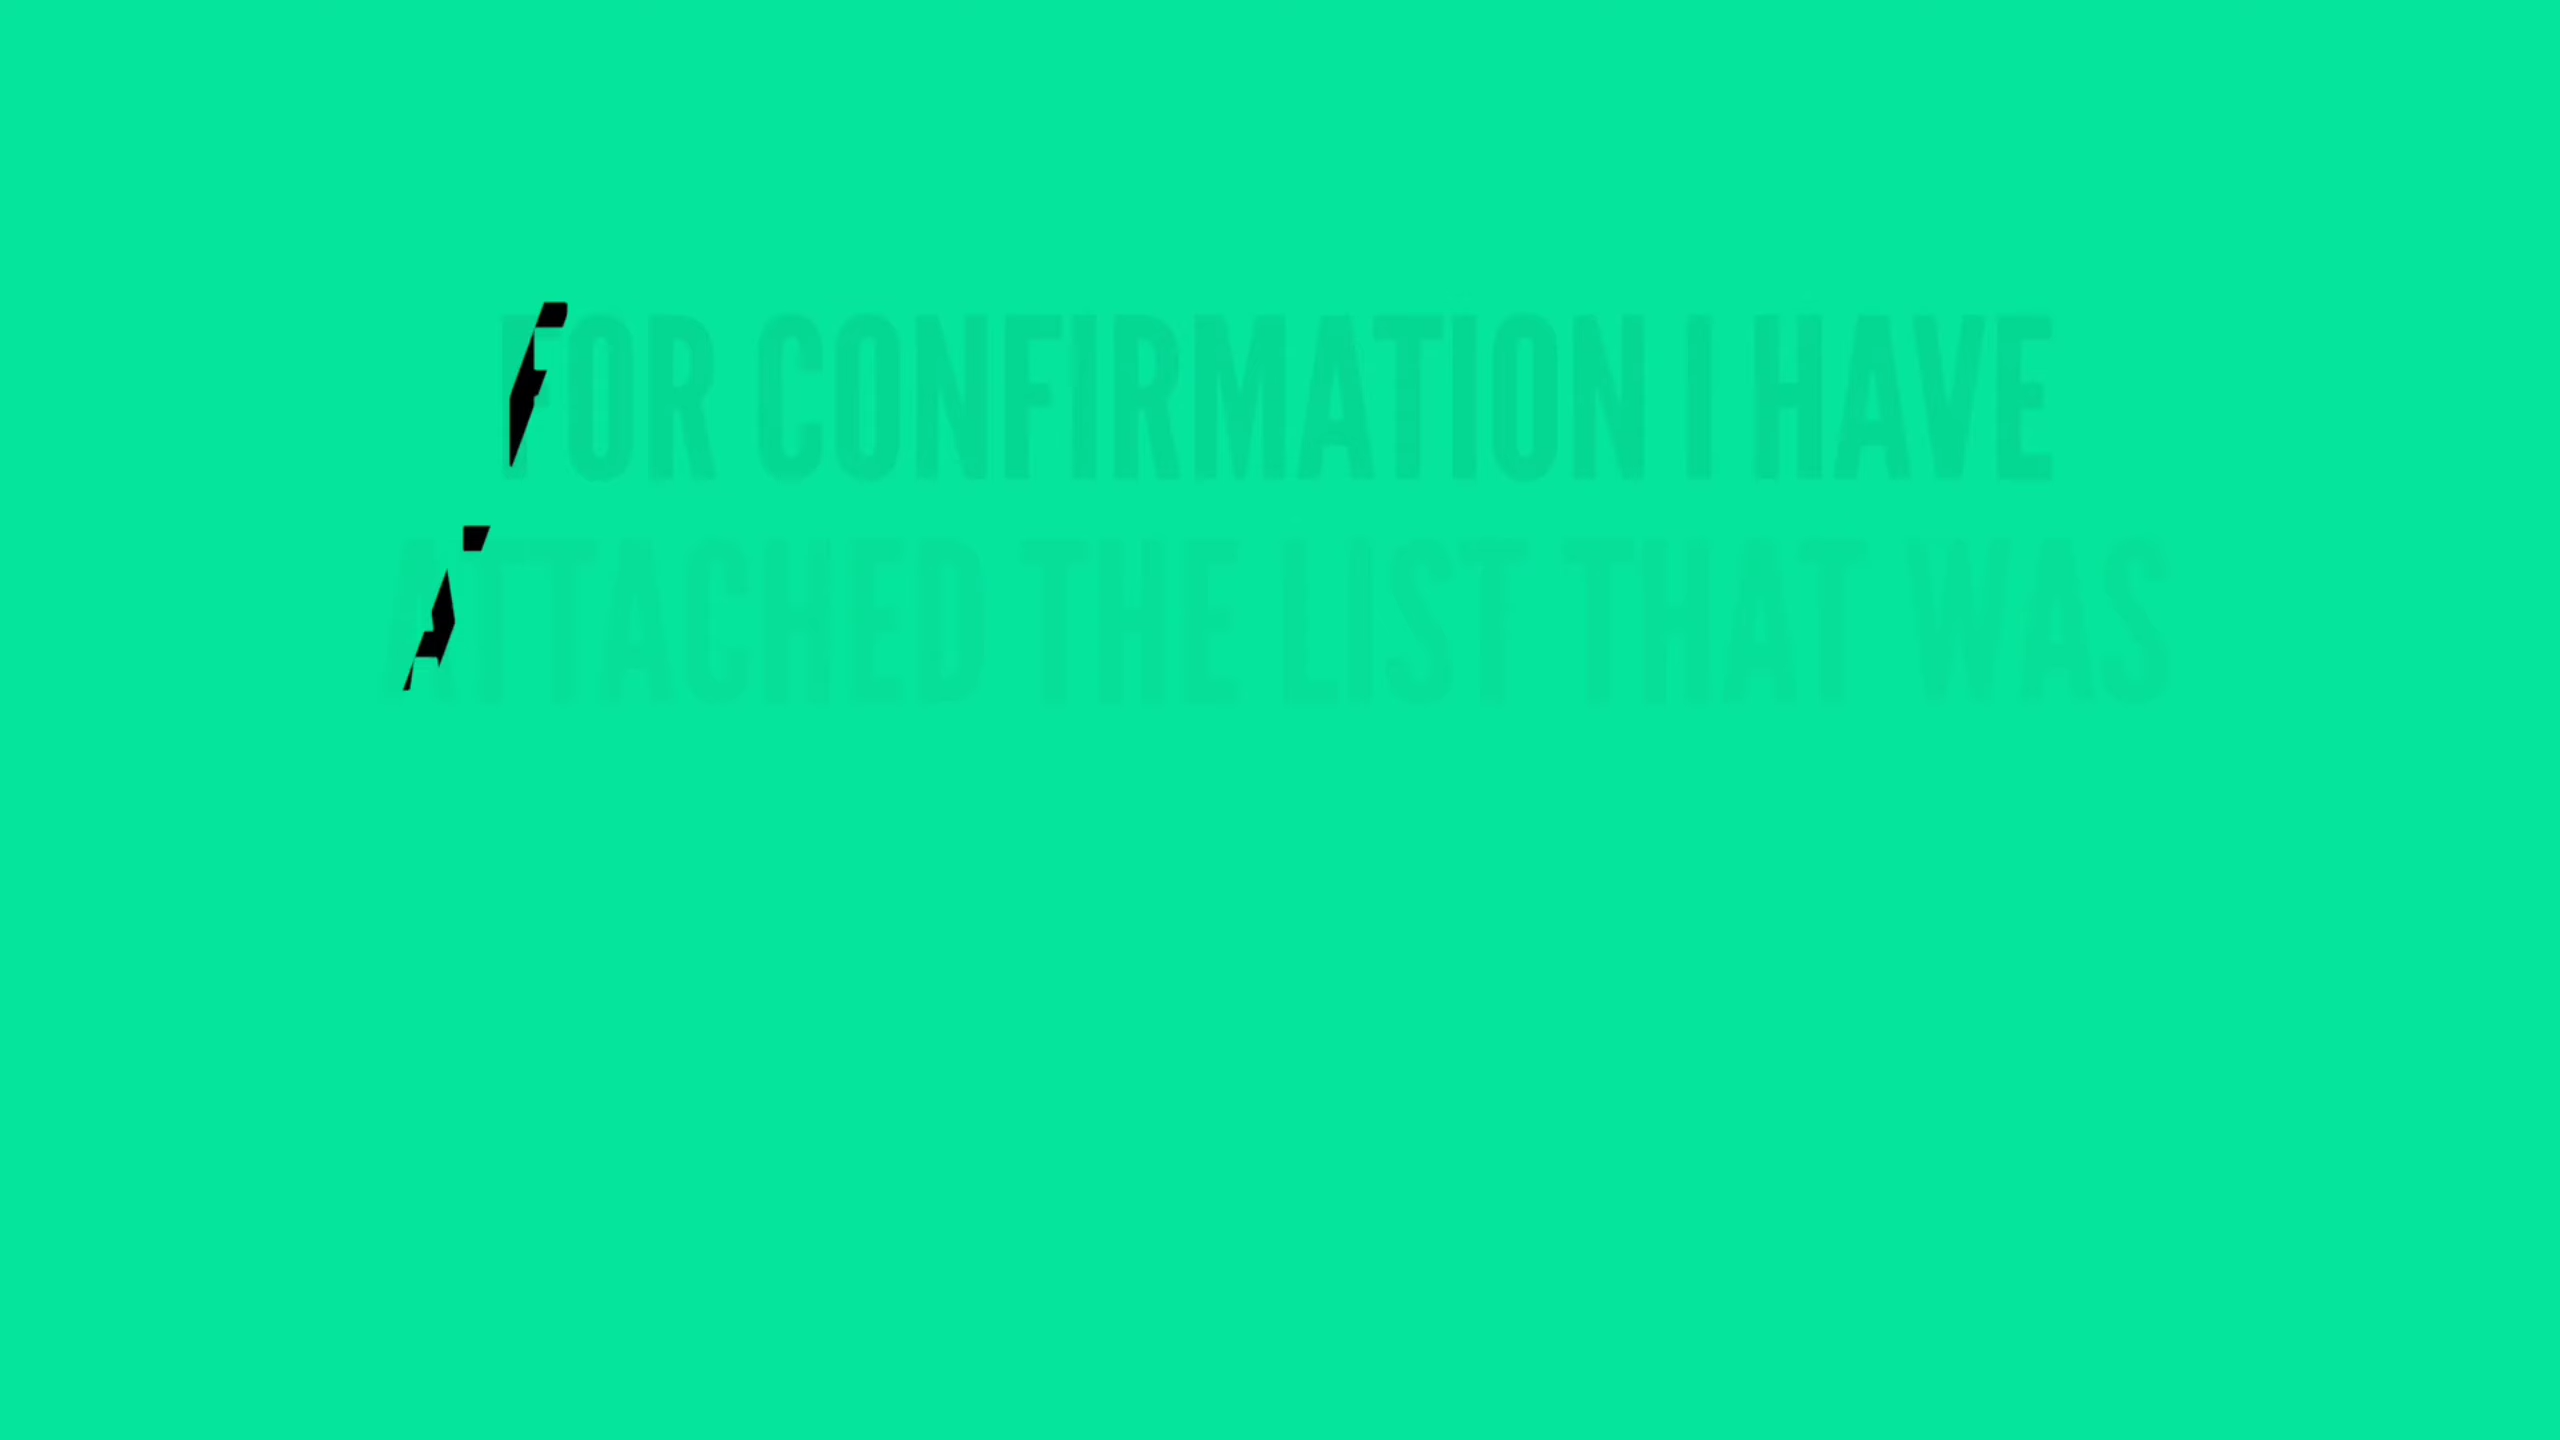 FOR CONFIRMATION I HAVE
ATTACHED THE LIST THAT WAS